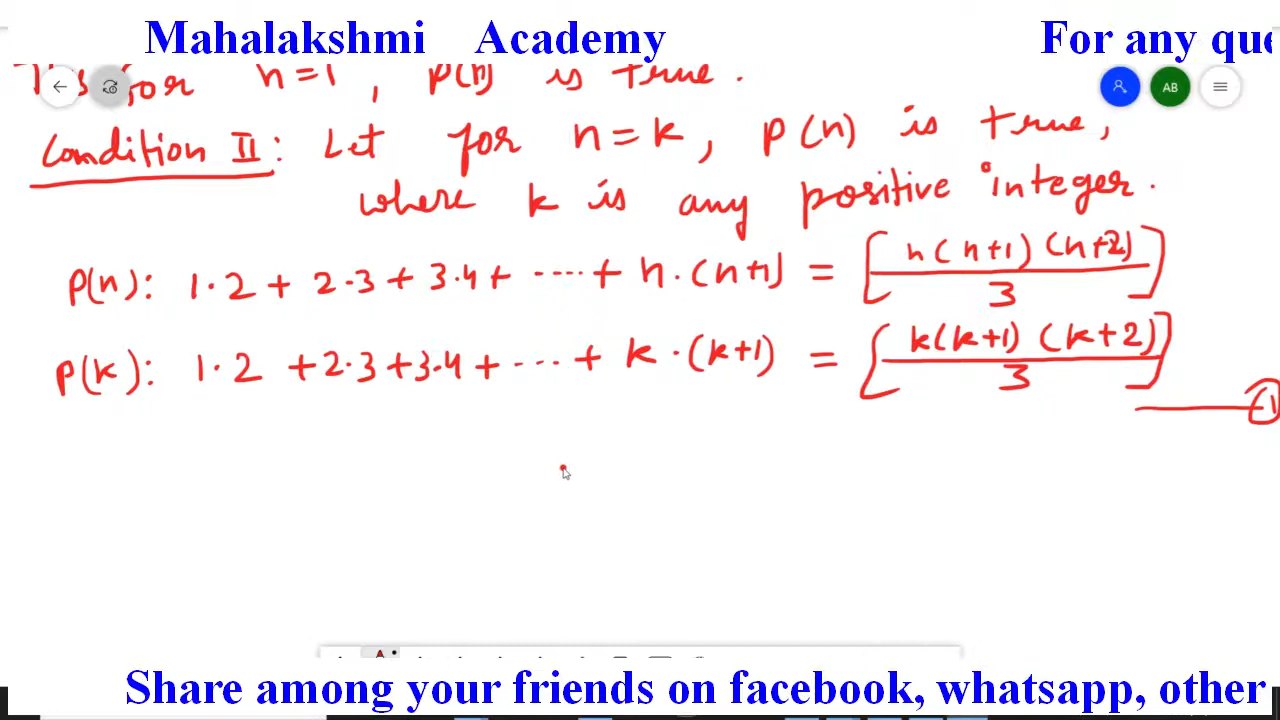 Mahalakshmi Academy For any que
for n=1, p(n) is true.
AB
Condition II: Let for n=k, p(n) is true,
where k is any positive integer.
p(n): 1·2 + 2·3 + 3·4 + ····· + n·(n+1) = [n(n+1)(n+2)/3]
p(k): 1·2 +2·3+3·4 + ····· + k·(k+1) = [k(k+1)(k+2)/3]
Share among your friends on facebook, whatsapp, other